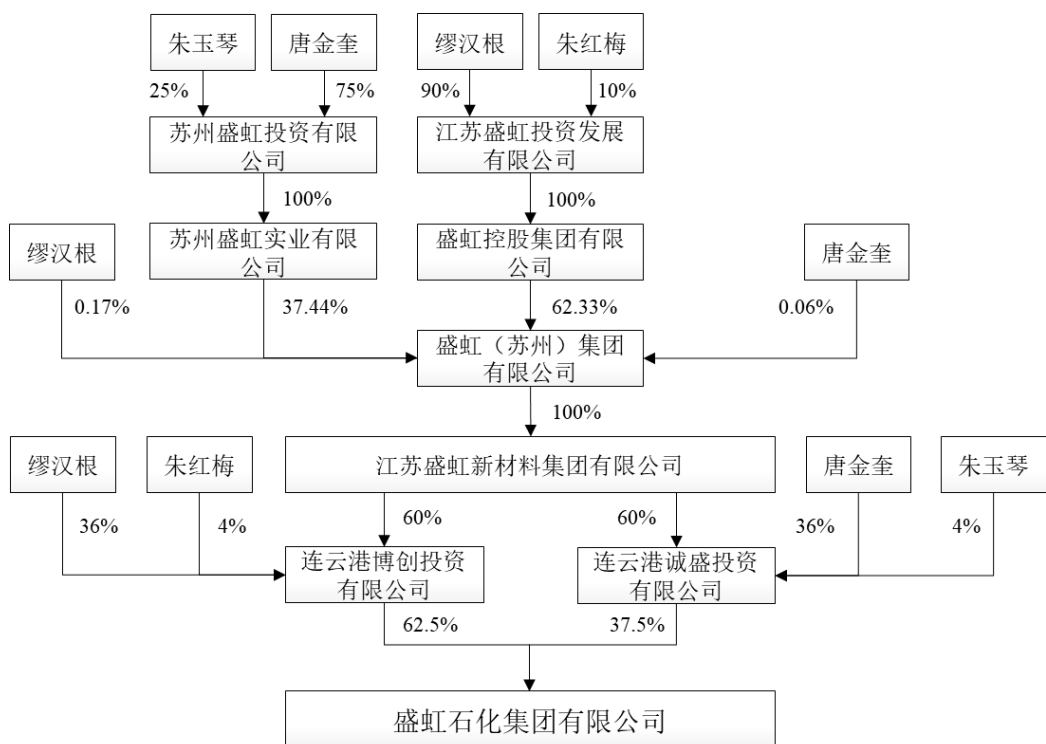 朱玉琴
唐金奎
缪汉根
朱红梅
25%
75%
90%
10%
苏州盛虹投资有限
公司
江苏盛虹投资发展
有限公司
100%
100%
缪汉根
苏州盛虹实业有限
公司
盛虹控股集团有限
公司
唐金奎
0.17%
37.44%
62.33%
0.06%
盛虹（苏州）集团
有限公司
100%
缪汉根
朱红梅
江苏盛虹新材料集团有限公司
唐金奎
朱玉琴
36%
4%
60%
60%
36%
4%
连云港博创投资
有限公司
连云港诚盛投资
有限公司
62.5%
37.5%
盛虹石化集团有限公司